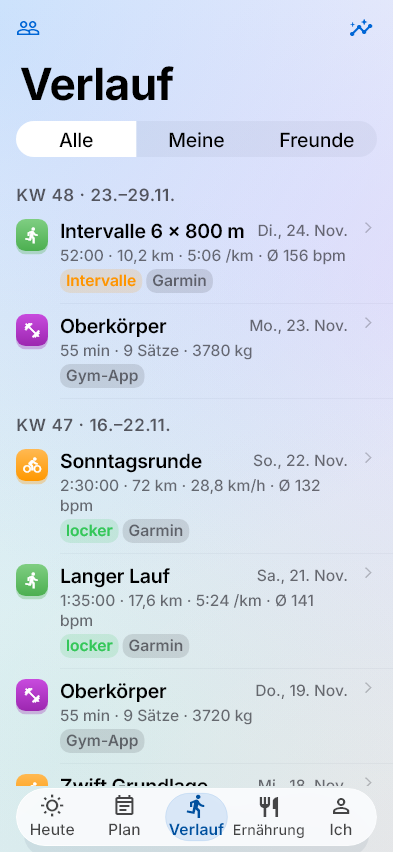 Verlauf
Alle Meine Freunde
KW 48 · 23.–29.11.
Intervalle 6 × 800 m Di., 24. Nov.
52:00 · 10,2 km · 5:06 /km · Ø 156 bpm
Intervalle Garmin
Oberkörper Mo., 23. Nov.
55 min · 9 Sätze · 3780 kg
Gym-App
KW 47 · 16.–22.11.
Sonntagsrunde So., 22. Nov.
2:30:00 · 72 km · 28,8 km/h · Ø 132
bpm
locker Garmin
Langer Lauf Sa., 21. Nov.
1:35:00 · 17,6 km · 5:24 /km · Ø 141
bpm
locker Garmin
Oberkörper Do., 19. Nov.
55 min · 9 Sätze · 3720 kg
Gym-App
Zwift Grundlage Mi., 18. Nov.
Heute Plan Verlauf Ernährung Ich